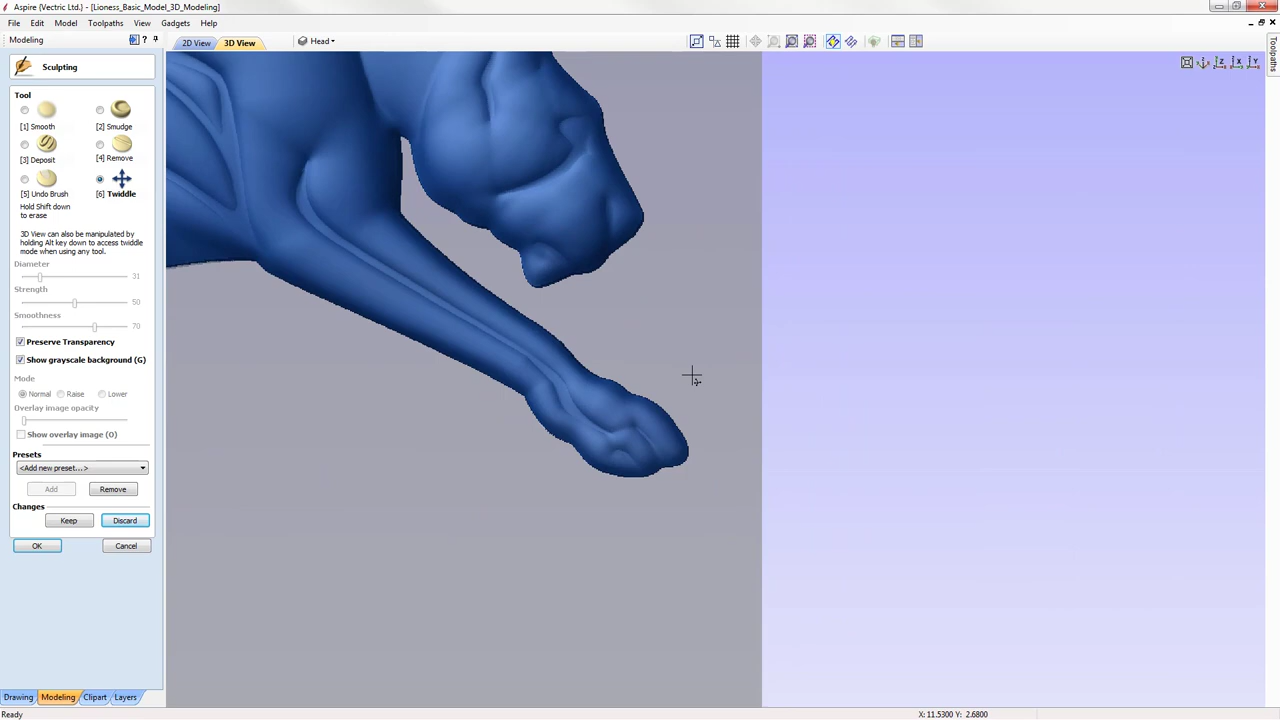 Aspire (Vectric Ltd.) - [Lioness_Basic_Model_3D_Modeling]
File Edit Model Toolpaths View Gadgets Help
Modeling ? 2D View 3D View Head
Sculpting
Toolpaths
Tool
[1] Smooth [2] Smudge
[3] Deposit [4] Remove
[5] Undo Brush [6] Twiddle
Hold Shift down
to erase
3D View can also be manipulated by
holding Alt key down to access twiddle
mode when using any tool.
Diameter
31
Strength
50
Smoothness
70
Preserve Transparency
Show grayscale background (G)
Mode
Normal Raise Lower
Overlay image opacity
Show overlay image (O)
Presets
<Add new preset...>
Add Remove
Changes
Keep Discard
OK Cancel
Drawing Modeling Clipart Layers
Ready X: 11.5300 Y: 2.6800